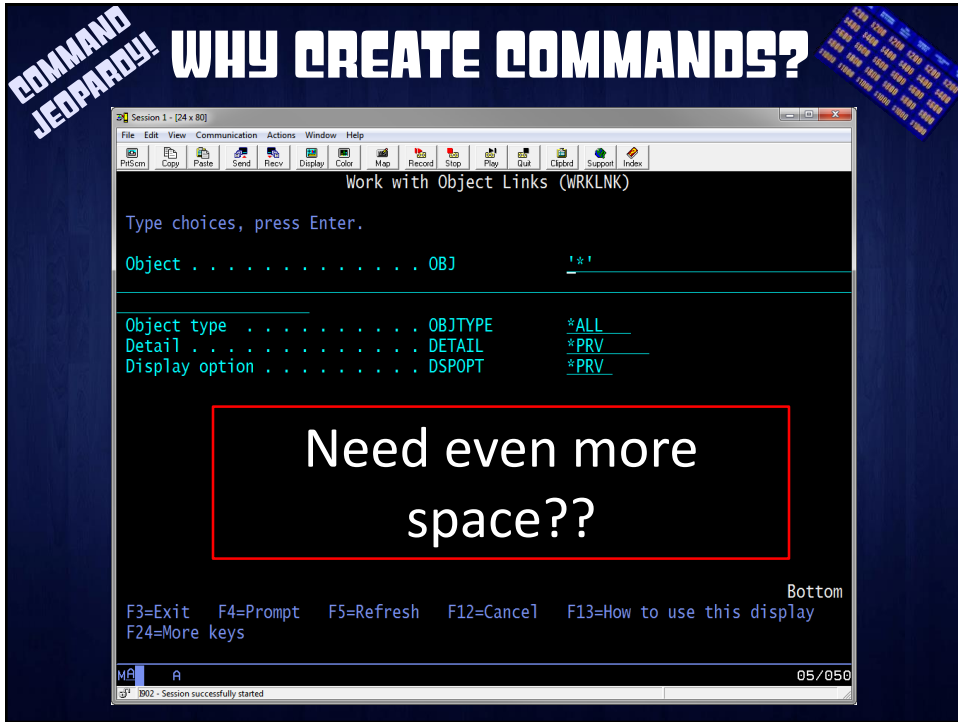 COMMAND
JEOPARDY!
WHY CREATE COMMANDS?
Session 1 - [24 x 80]
File Edit View Communication Actions Window Help
PrtScrn Copy Paste Send Recv Display Color Map Record Stop Play Quit Clipbrd Support Index
Work with Object Links (WRKLNK)
Type choices, press Enter.
Object . . . . . . . . . . . . . OBJ '*'
Object type . . . . . . . . . . OBJTYPE *ALL
Detail . . . . . . . . . . . . . DETAIL *PRV
Display option . . . . . . . . . DSPOPT *PRV
Need even more
space??
Bottom
F3=Exit F4=Prompt F5=Refresh F12=Cancel F13=How to use this display
F24=More keys
MA A 05/050
I902 - Session successfully started